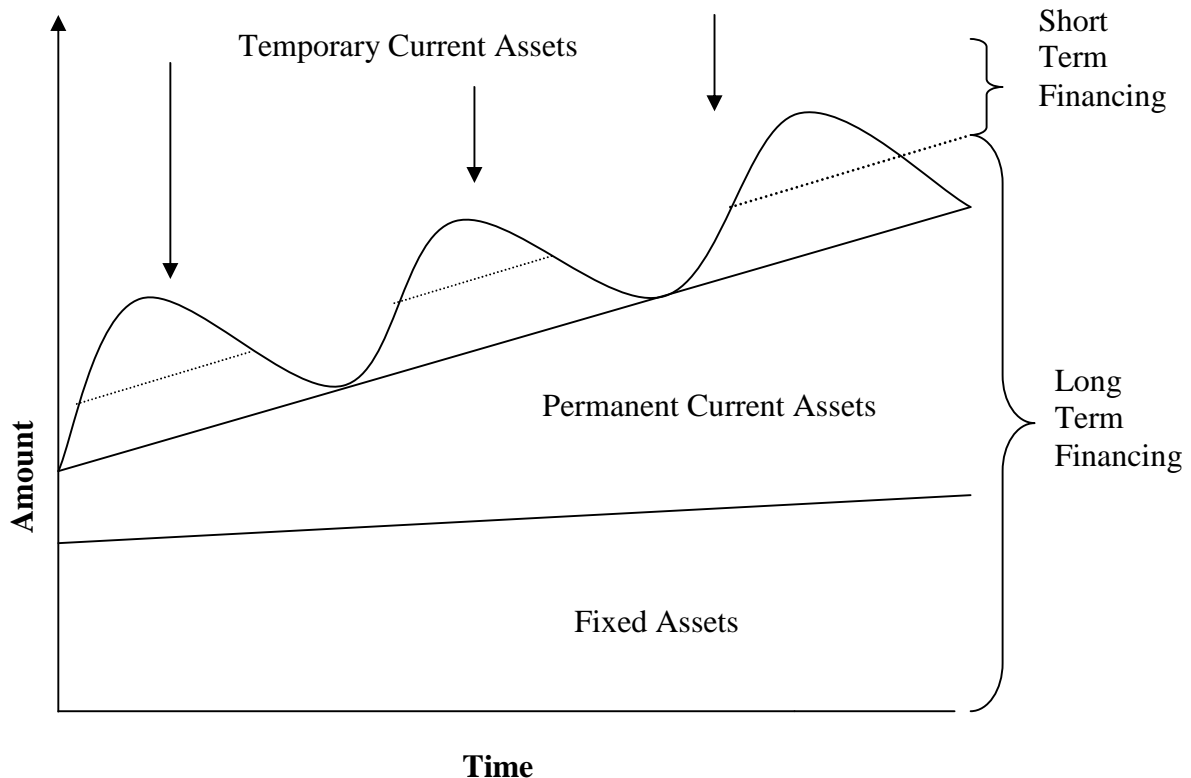 Temporary Current Assets
Short
Term
Financing
Permanent Current Assets
Long
Term
Financing
Amount
Fixed Assets
Time